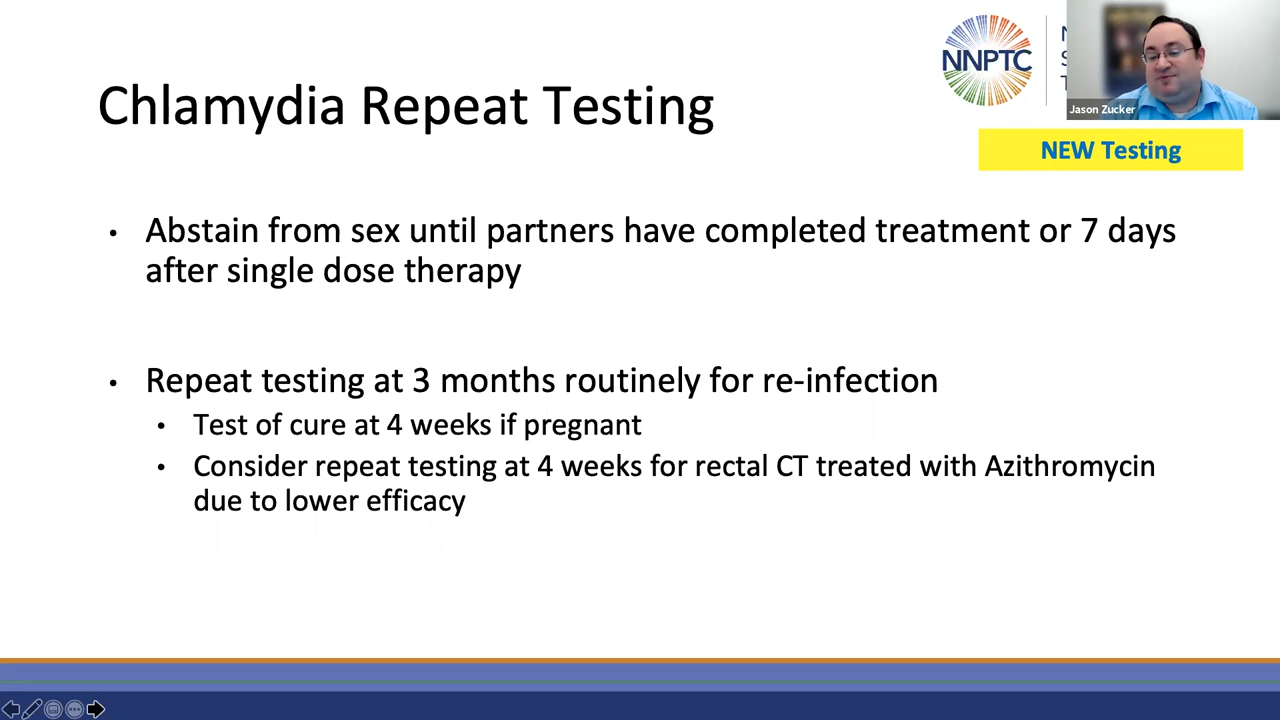 NNPTC
N
S
T
Jason Zucker
Chlamydia Repeat Testing
NEW Testing
• Abstain from sex until partners have completed treatment or 7 days
after single dose therapy
• Repeat testing at 3 months routinely for re-infection
• Test of cure at 4 weeks if pregnant
• Consider repeat testing at 4 weeks for rectal CT treated with Azithromycin
due to lower efficacy